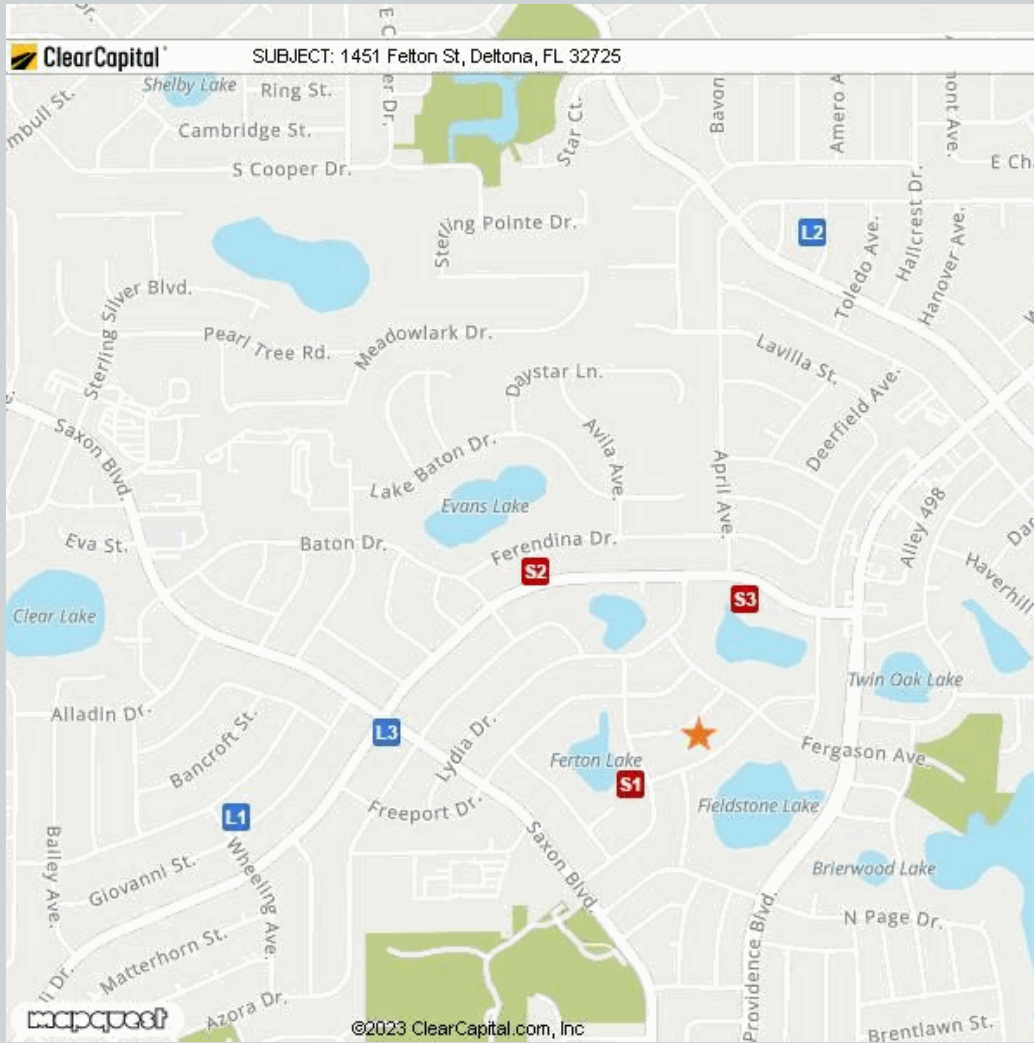 ClearCapital
SUBJECT: 1451 Felton St, Deltona, FL 32725
Shelby Lake
Ring St.
Cambridge St.
S Cooper Dr.
Star Ct.
Bavon
Amero A
mont Ave.
E Ch
Sterling Pointe Dr.
L2
Toledo Ave.
Hallcrest Dr.
Hanover Ave.
Sterling Silver Blvd.
Pearl Tree Rd.
Meadowlark Dr.
Lavilla St.
Daystar Ln.
Deerfield Ave.
Saxon Blvd.
Avila Ave.
Lake Baton Dr.
April Ave.
Evans Lake
Alley 498
Eva St.
Baton Dr.
Ferendina Dr.
Haverhill
S2
S3
Clear Lake
Twin Oak Lake
Alladin Dr.
L3
Bancroft St.
Lydia Dr.
Ferton Lake
Fergason Ave.
S1
Fieldstone Lake
Freeport Dr.
L1
Bailey Ave.
Saxon Blvd.
Giovanni St.
Wheeling Ave.
Brierwood Lake
N Page Dr.
Matterhorn St.
Providence Blvd.
Azora Dr.
mapquest
©2023 ClearCapital.com, Inc
Brentlawn St.